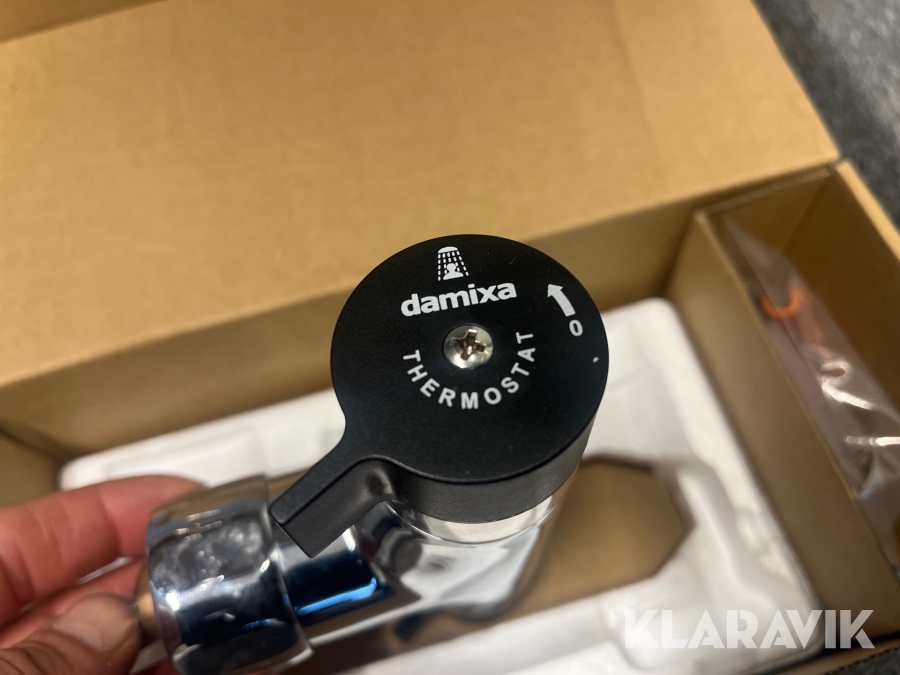 damixa
0
THERMOSTAT
KLARAVIK